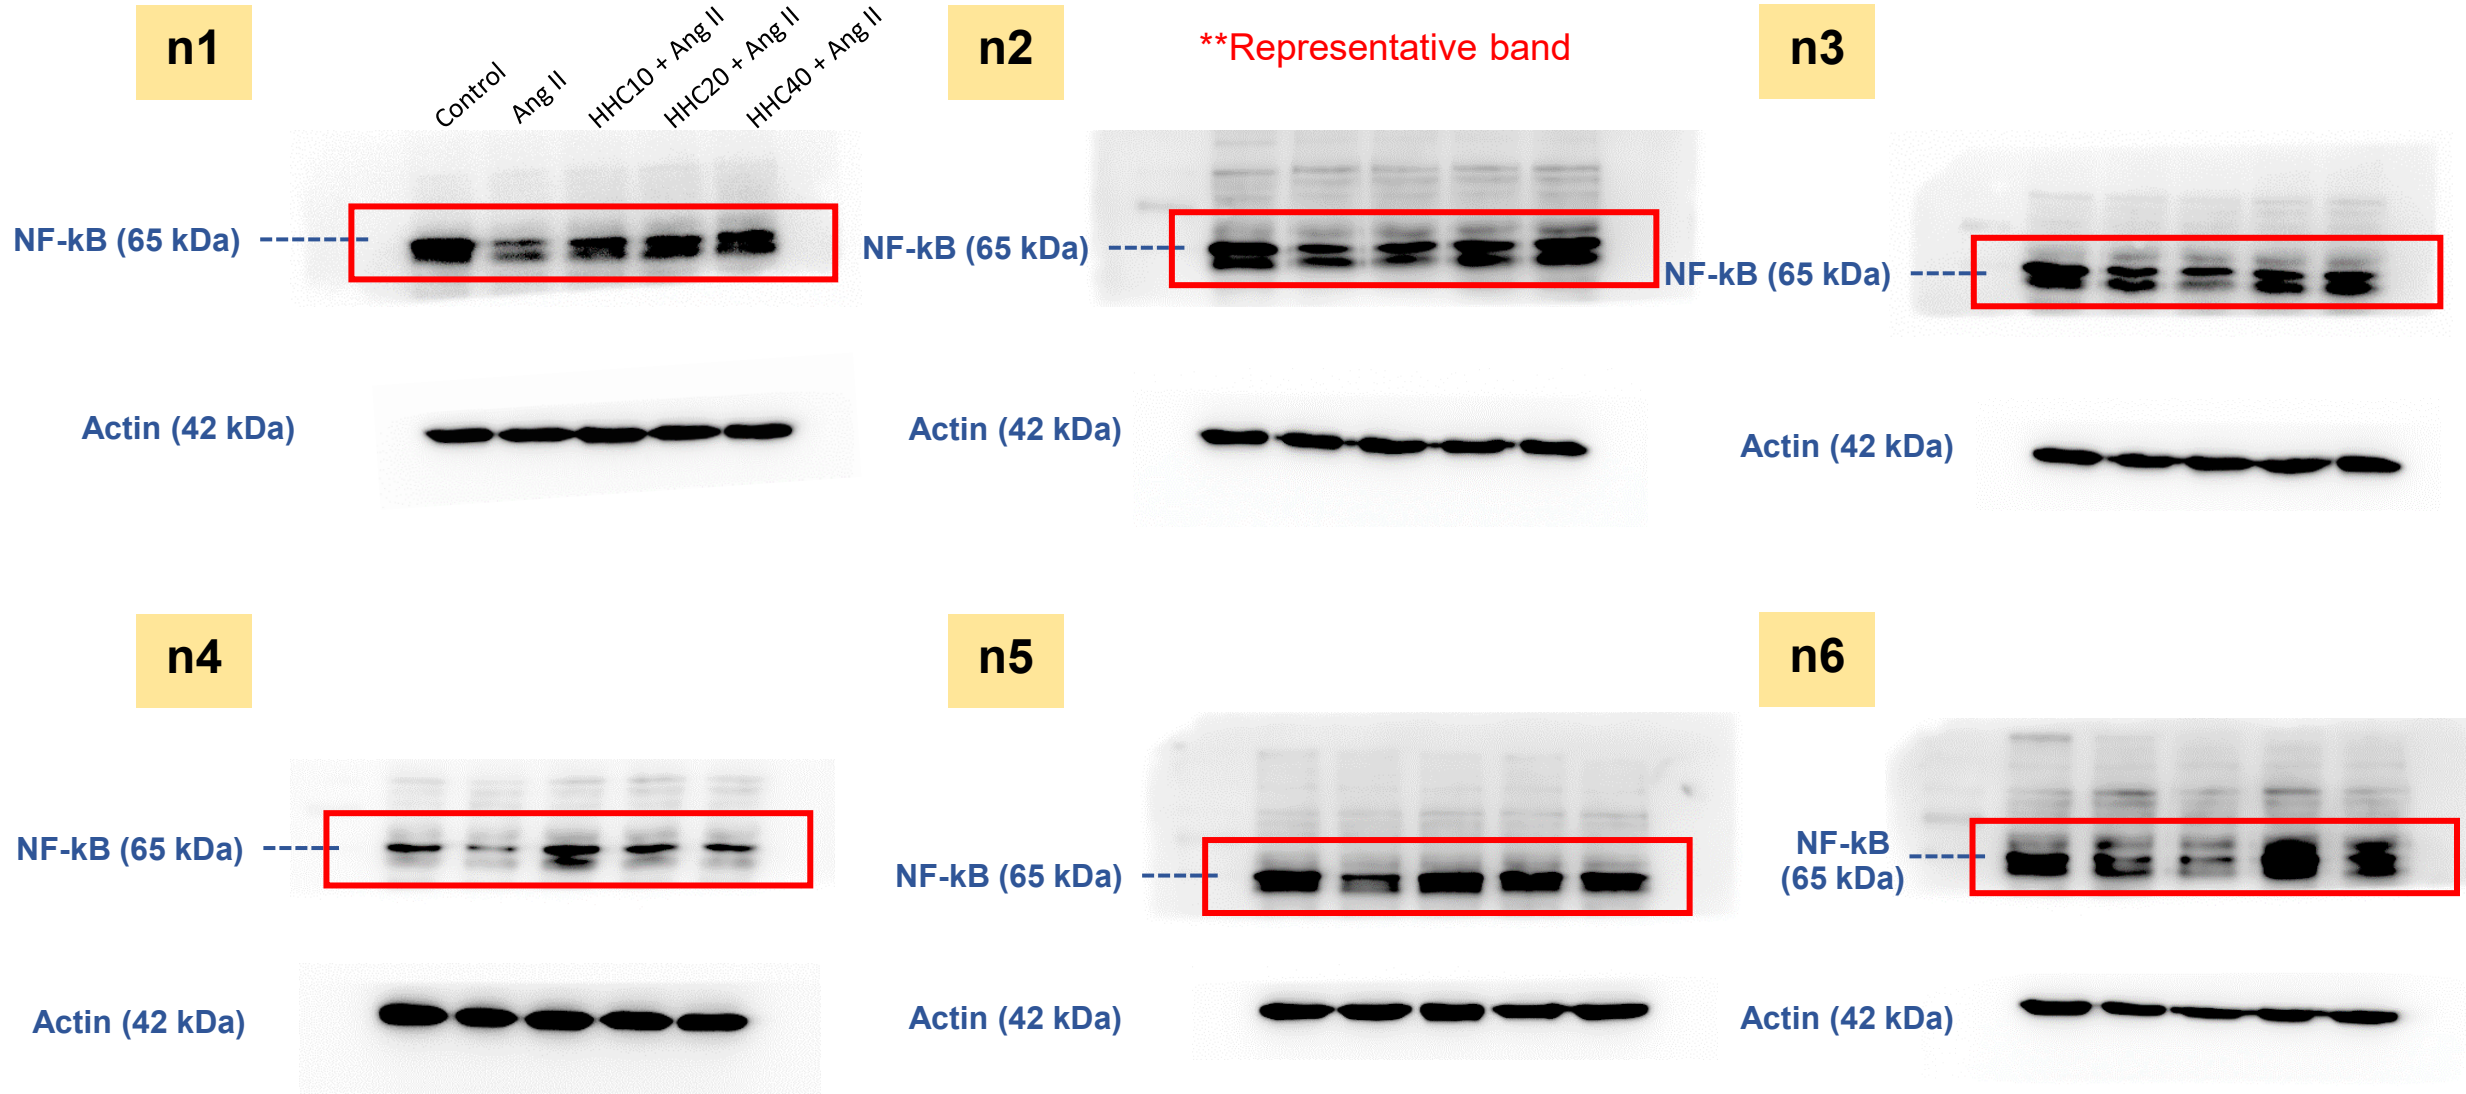 n1
Control
Ang II
HHC10 + Ang II
HHC20 + Ang II
HHC40 + Ang II
NF-kB (65 kDa)
Actin (42 kDa)
n2
**Representative band
NF-kB (65 kDa)
Actin (42 kDa)
n3
NF-kB (65 kDa)
Actin (42 kDa)
n4
NF-kB (65 kDa)
Actin (42 kDa)
n5
NF-kB (65 kDa)
Actin (42 kDa)
n6
NF-kB
(65 kDa)
Actin (42 kDa)